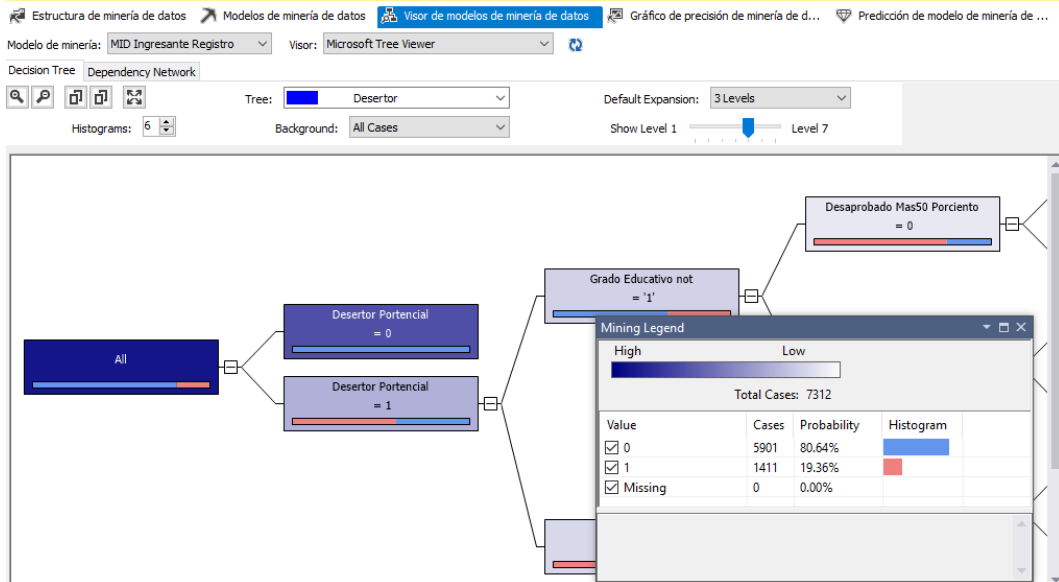 Estructura de minería de datos Modelos de minería de datos Visor de modelos de minería de datos Gráfico de precisión de minería de d... Predicción de modelo de minería de ...
Modelo de minería: MID Ingresante Registro Visor: Microsoft Tree Viewer
Decision Tree Dependency Network
Tree: Desertor Default Expansion: 3 Levels
Histograms: 6 Background: All Cases Show Level 1 Level 7
Desaprobado Mas50 Porciento
= 0
Grado Educativo not
= '1'
Desertor Portencial
= 0
All
Desertor Portencial
= 1
Mining Legend
High Low
Total Cases: 7312
Value Cases Probability Histogram
0 5901 80.64%
1 1411 19.36%
Missing 0 0.00%